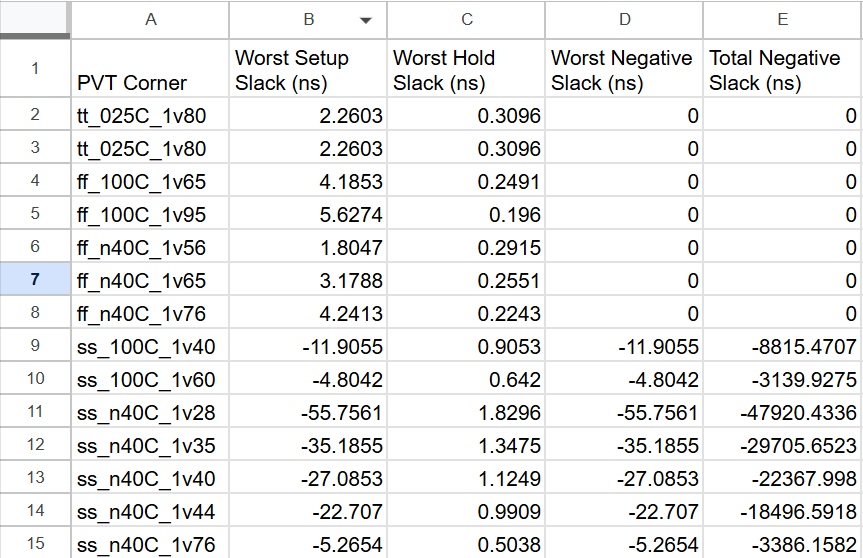 A B C D E
1 PVT Corner Worst Setup Slack (ns) Worst Hold Slack (ns) Worst Negative Slack (ns) Total Negative Slack (ns)
2 tt_025C_1v80 2.2603 0.3096 0 0
3 tt_025C_1v80 2.2603 0.3096 0 0
4 ff_100C_1v65 4.1853 0.2491 0 0
5 ff_100C_1v95 5.6274 0.196 0 0
6 ff_n40C_1v56 1.8047 0.2915 0 0
7 ff_n40C_1v65 3.1788 0.2551 0 0
8 ff_n40C_1v76 4.2413 0.2243 0 0
9 ss_100C_1v40 -11.9055 0.9053 -11.9055 -8815.4707
10 ss_100C_1v60 -4.8042 0.642 -4.8042 -3139.9275
11 ss_n40C_1v28 -55.7561 1.8296 -55.7561 -47920.4336
12 ss_n40C_1v35 -35.1855 1.3475 -35.1855 -29705.6523
13 ss_n40C_1v40 -27.0853 1.1249 -27.0853 -22367.998
14 ss_n40C_1v44 -22.707 0.9909 -22.707 -18496.5918
15 ss_n40C_1v76 -5.2654 0.5038 -5.2654 -3386.1582